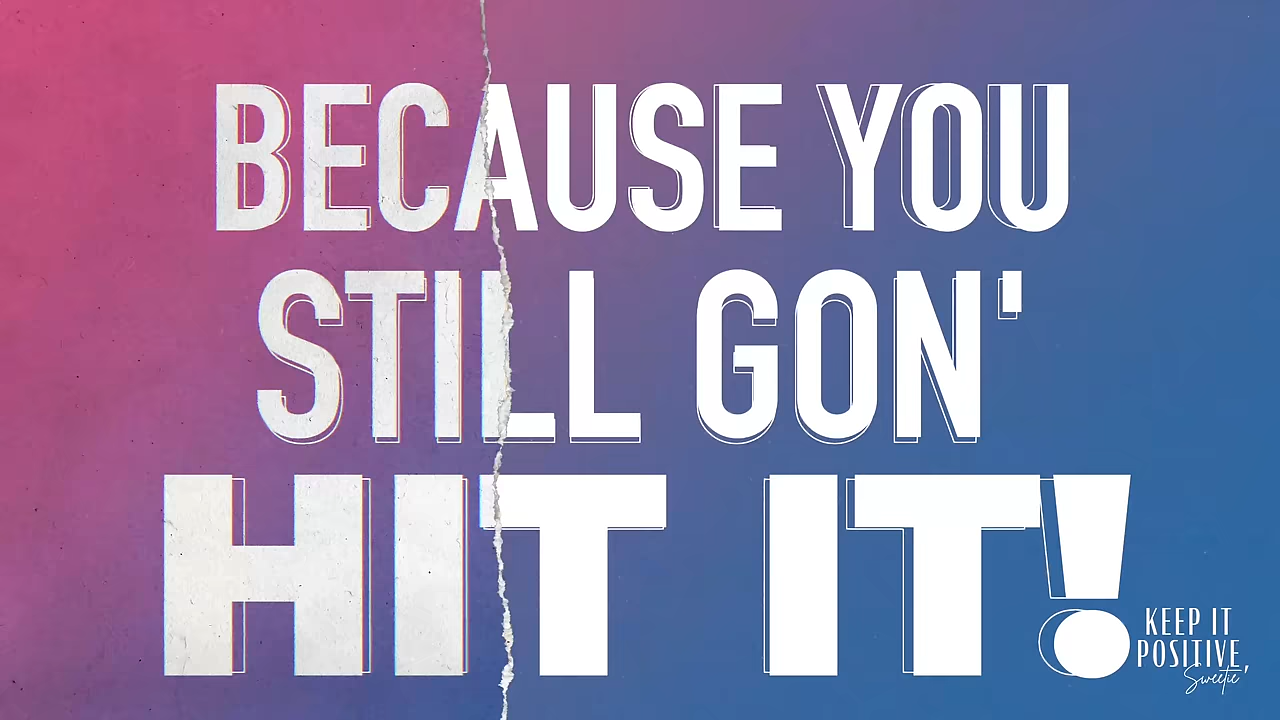 BECAUSE YOU
STILL GON'
HIT IT!
KEEP IT
POSITIVE,
Sweetie